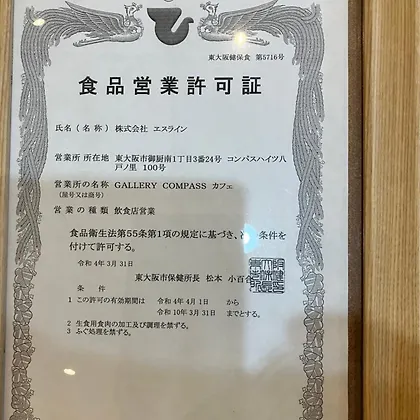 東大阪健保食 第5716号
食品営業許可証
氏名(名称) 株式会社 エスライン
営業所 所在地 東大阪市御厨南1丁目3番24号 コンパスハイツ八
戸ノ里 100号
営業所の名称 GALLERY COMPASS カフェ
(屋号又は商号)
営業の種類 飲食店営業
食品衛生法第55条第1項の規定に基づき、次の条件を
付けて許可する。
令和4年3月31日
東大阪市保健所長 松本 小百合
条件
1 この許可の有効期間は 令和4年4月1日 から
令和10年3月31日 までとする。
2 生食用食肉の加工及び調理を禁ずる。
3 ふぐ処理を禁ずる。